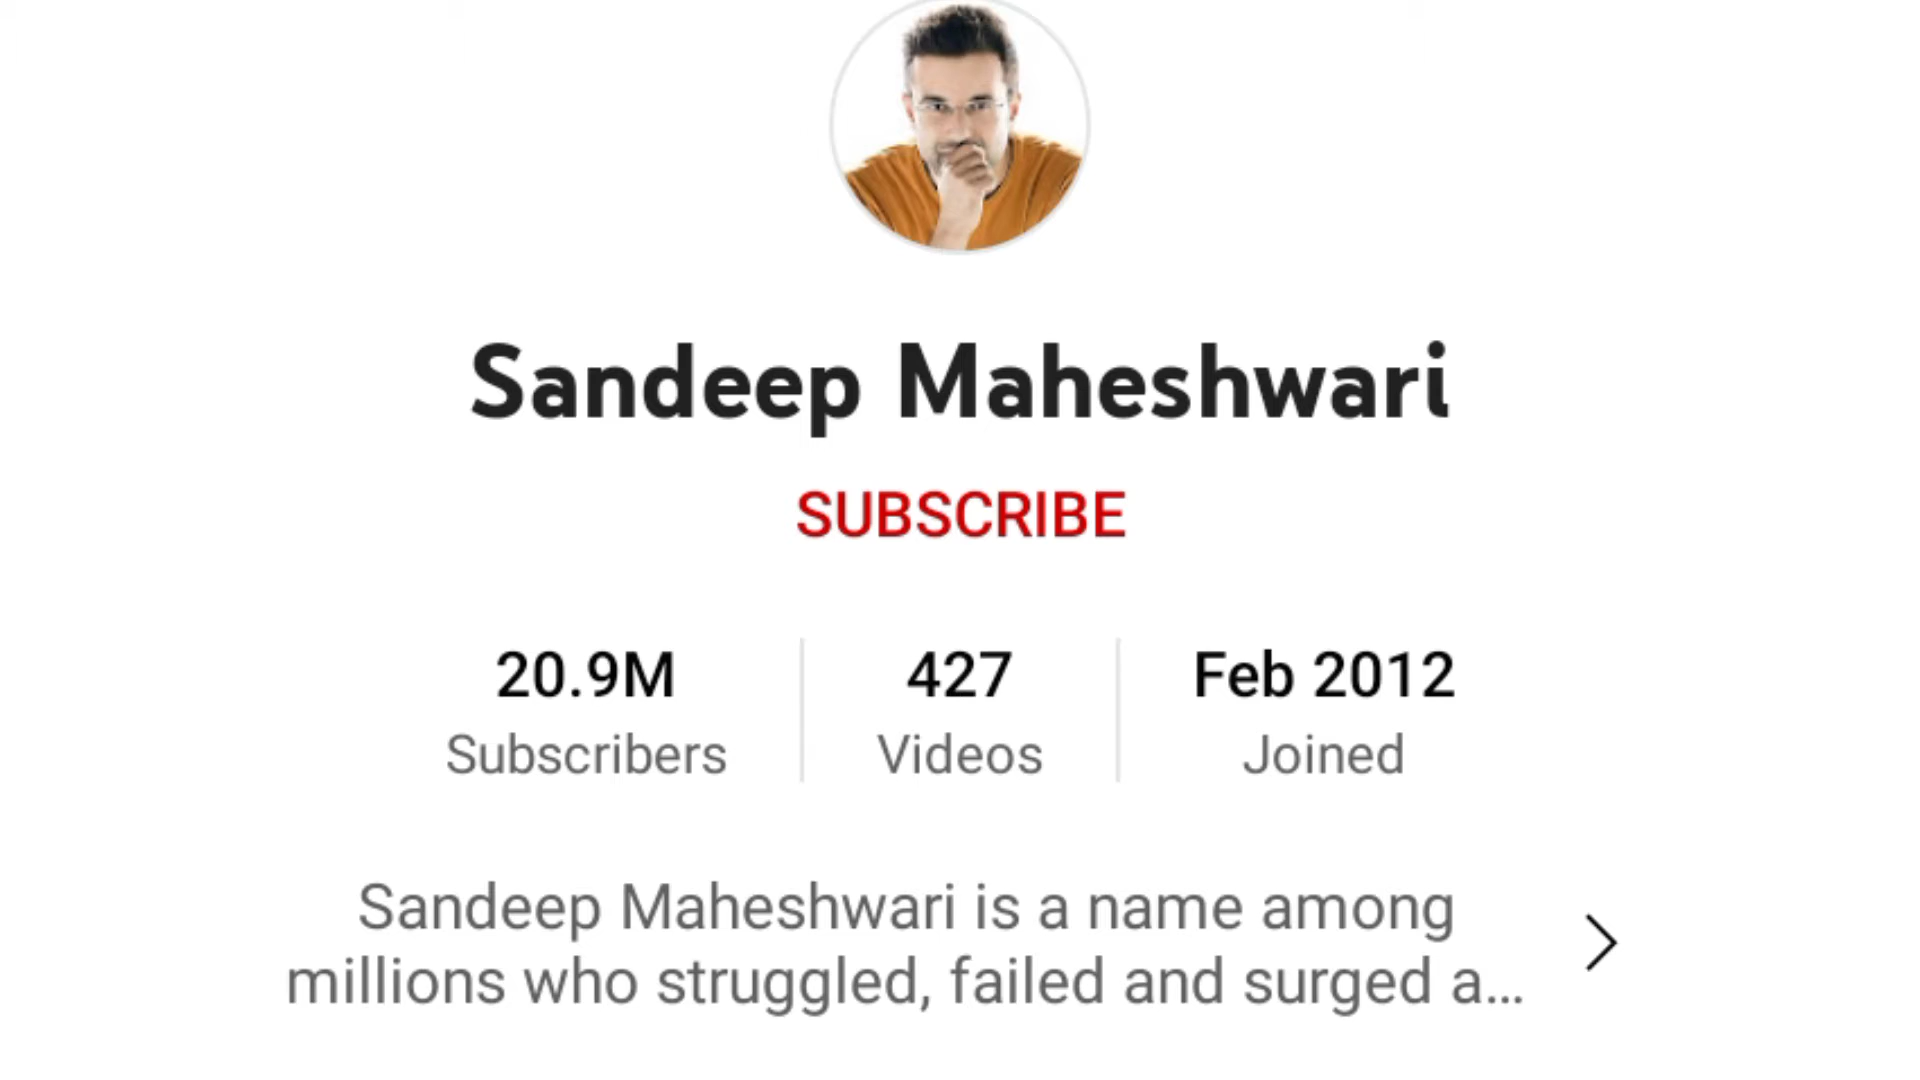 Sandeep Maheshwari
SUBSCRIBE
20.9M
Subscribers
427
Videos
Feb 2012
Joined
Sandeep Maheshwari is a name among
millions who struggled, failed and surged a...